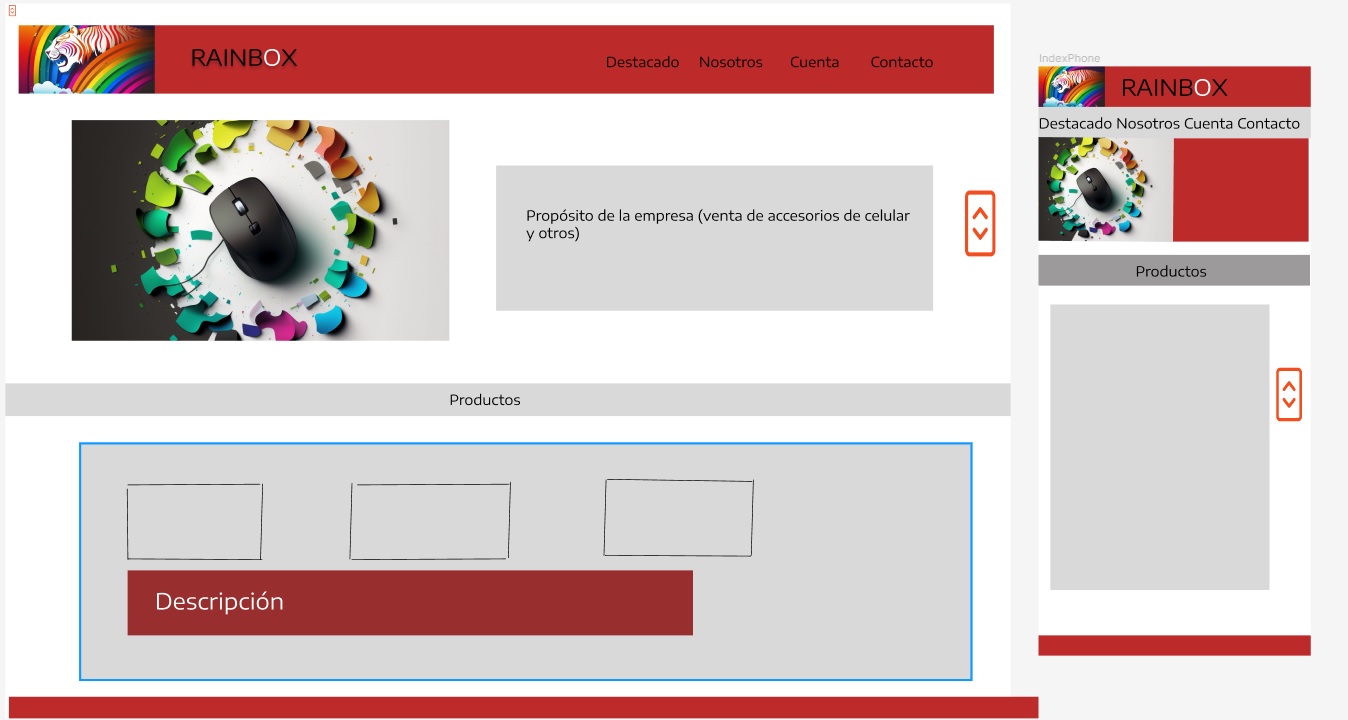 RAINBOX
Destacado Nosotros Cuenta Contacto
Propósito de la empresa (venta de accesorios de celular
y otros)
Productos
Descripción
IndexPhone
RAINBOX
Destacado Nosotros Cuenta Contacto
Productos